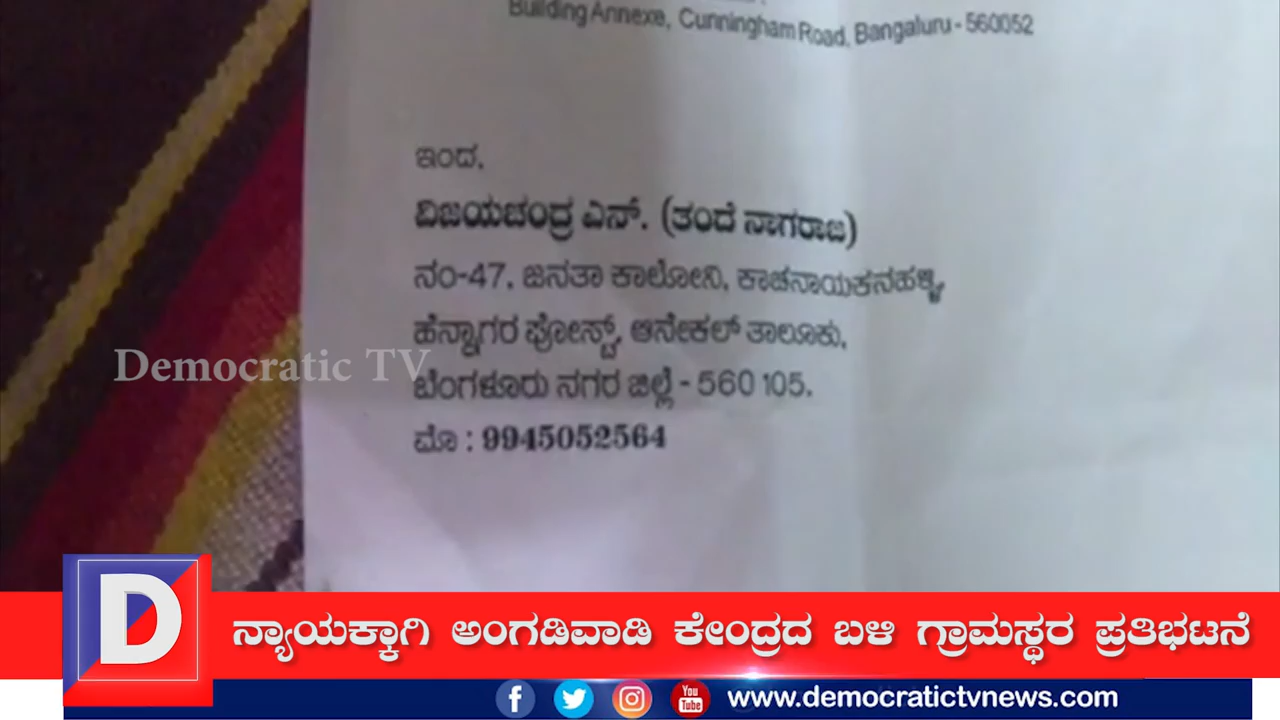 Building Annexe, Cunningham Road, Bangaluru - 560052
ಇಂದ,
ವಿಜಯಚಂದ್ರ ಎನ್. (ತಂದೆ ನಾಗರಾಜ)
ನಂ-47, ಜನತಾ ಕಾಲೋನಿ, ಕಾಚನಾಯಕನಹಳ್ಳಿ,
ಹೆನ್ನಾಗರ ಪೋಸ್ಟ್, ಆನೇಕಲ್ ತಾಲೂಕು,
ಬೆಂಗಳೂರು ನಗರ ಜಿಲ್ಲೆ - 560 105.
ಮೊ : 9945052564
Democratic TV
D
ನ್ಯಾಯಕ್ಕಾಗಿ ಅಂಗಡಿವಾಡಿ ಕೇಂದ್ರದ ಬಳಿ ಗ್ರಾಮಸ್ಥರ ಪ್ರತಿಭಟನೆ
You Tube www.democratictvnews.com